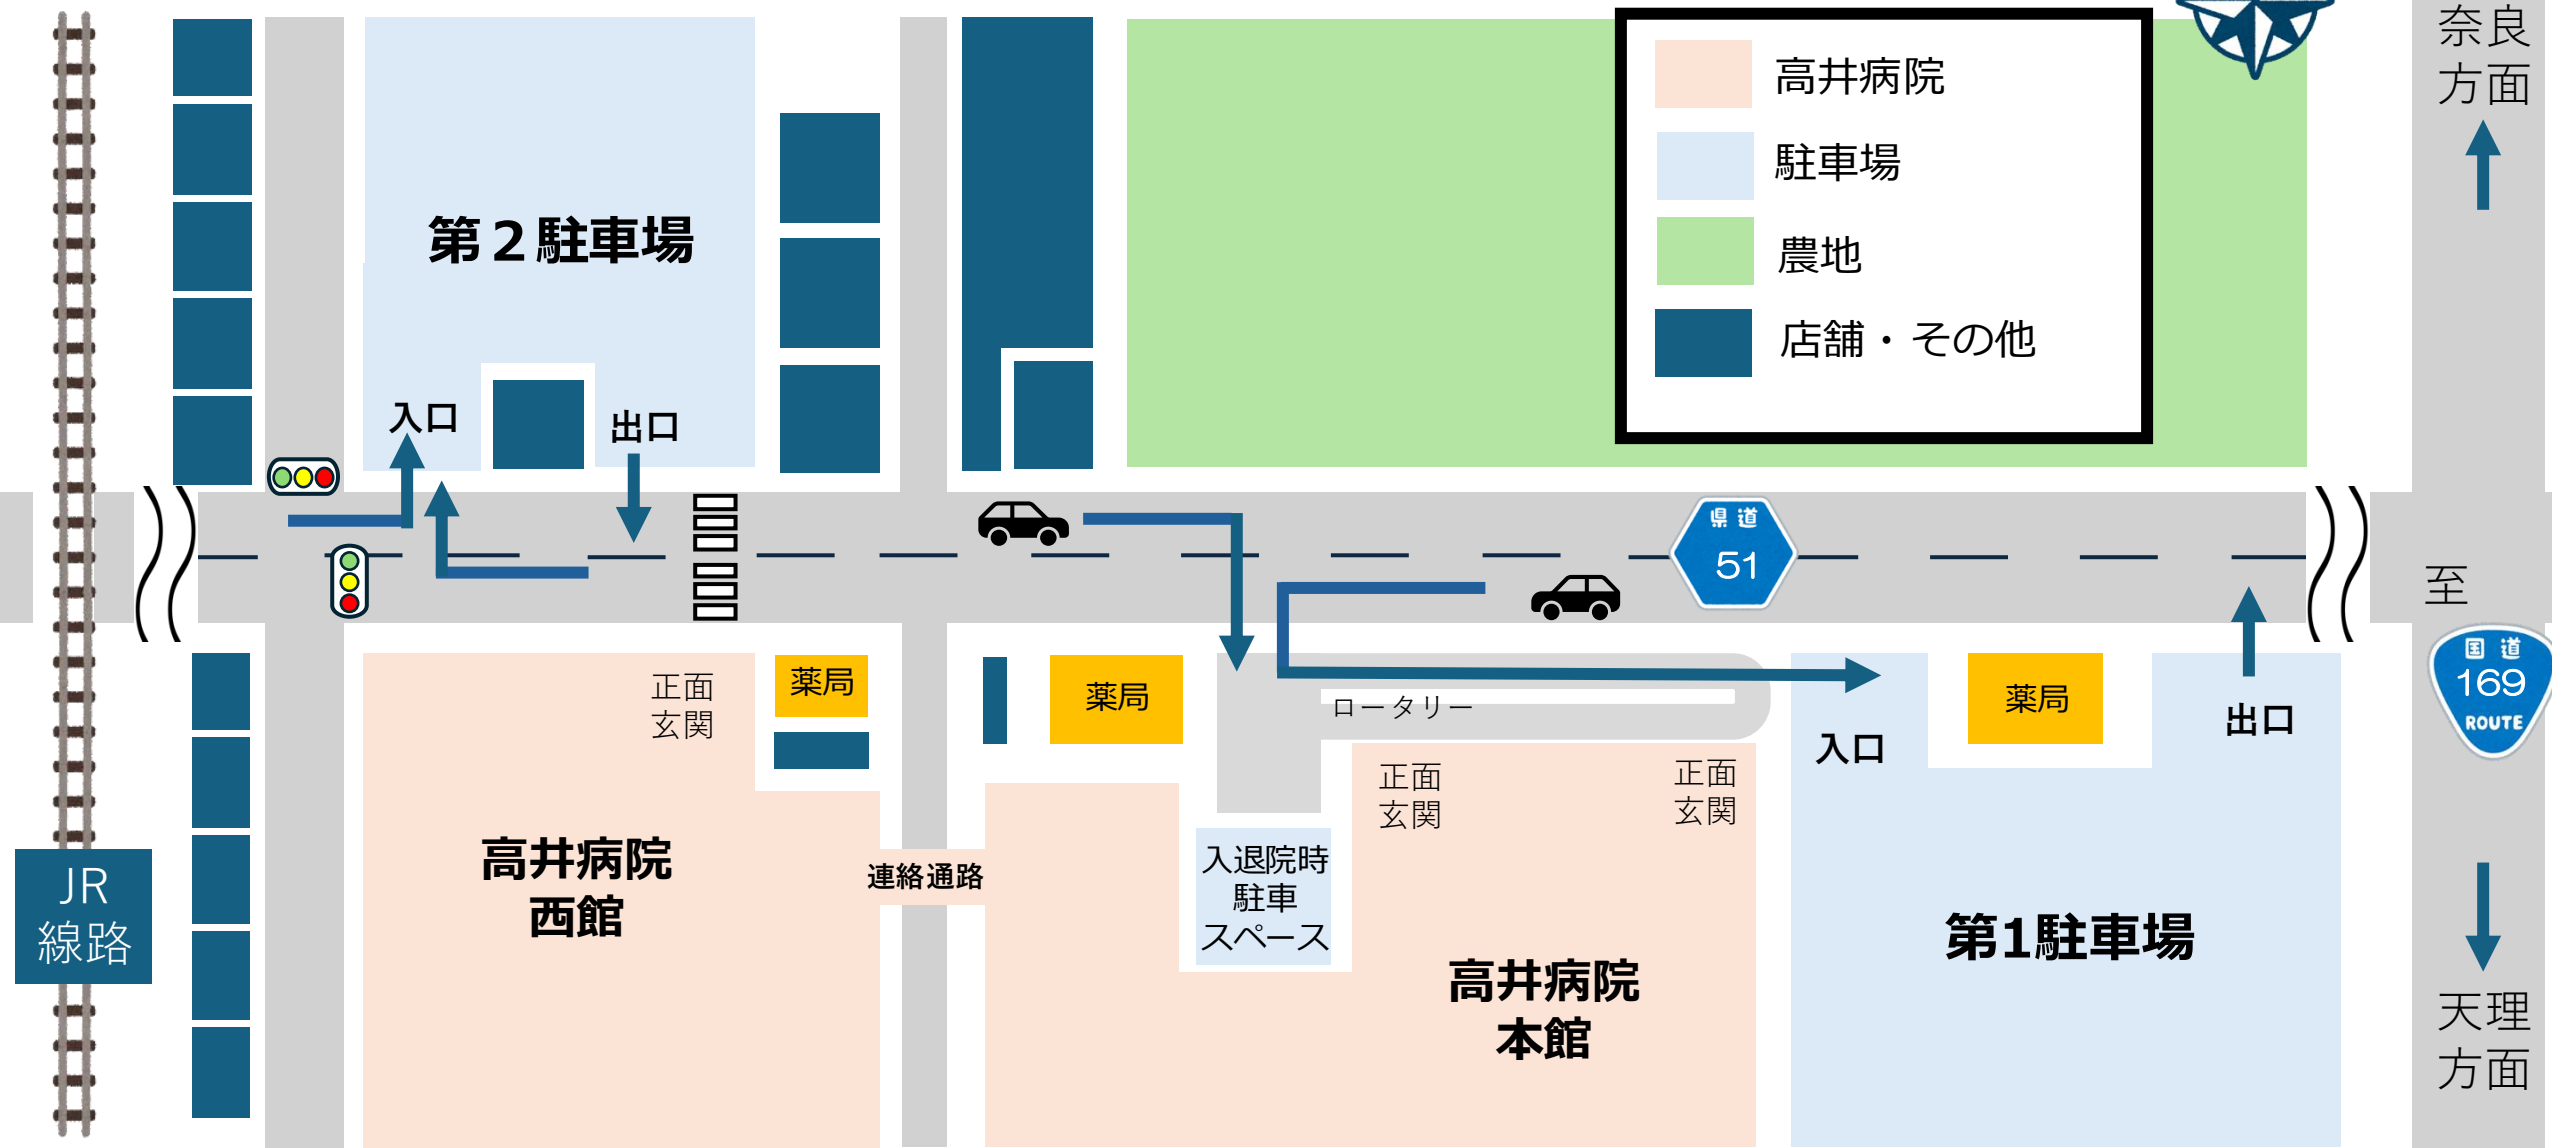 奈良
方面
高井病院
駐車場
農地
店舗・その他
第２駐車場
入口
出口
県道
51
至
国道
169
ROUTE
正面
玄関
薬局
薬局
ロータリー
薬局
出口
入口
正面
玄関
正面
玄関
高井病院
西館
連絡通路
入退院時
駐車
スペース
JR
線路
第1駐車場
高井病院
本館
天理
方面